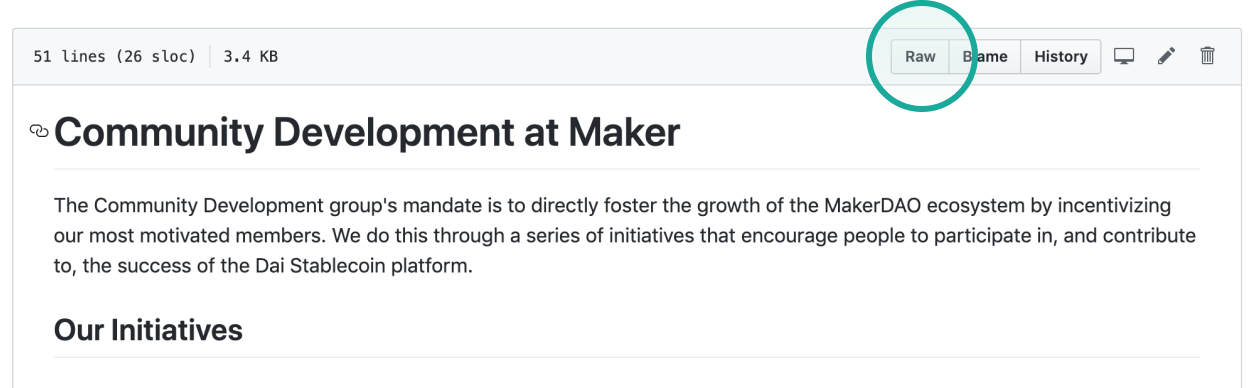 51 lines (26 sloc) 3.4 KB Raw Blame History
Community Development at Maker
The Community Development group's mandate is to directly foster the growth of the MakerDAO ecosystem by incentivizing
our most motivated members. We do this through a series of initiatives that encourage people to participate in, and contribute
to, the success of the Dai Stablecoin platform.
Our Initiatives